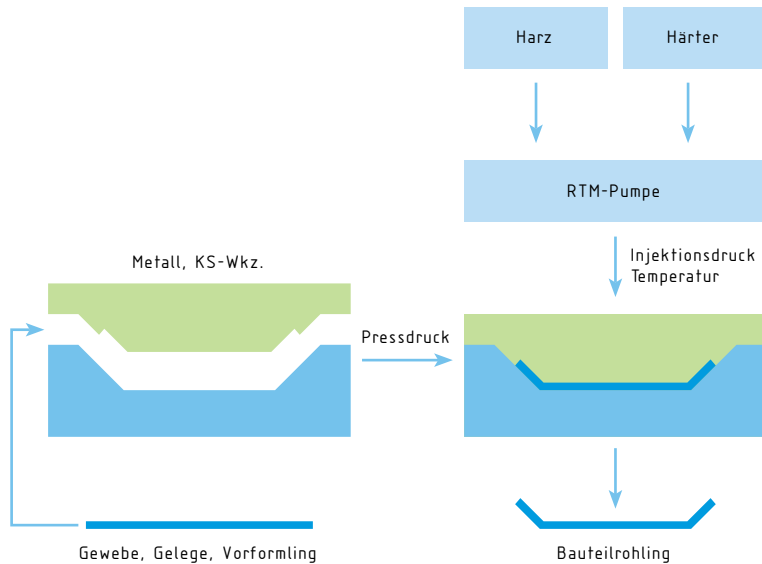 Harz
Härter
RTM-Pumpe
Metall, KS-Wkz.
Injektionsdruck
Temperatur
Pressdruck
Gewebe, Gelege, Vorformling
Bauteilrohling